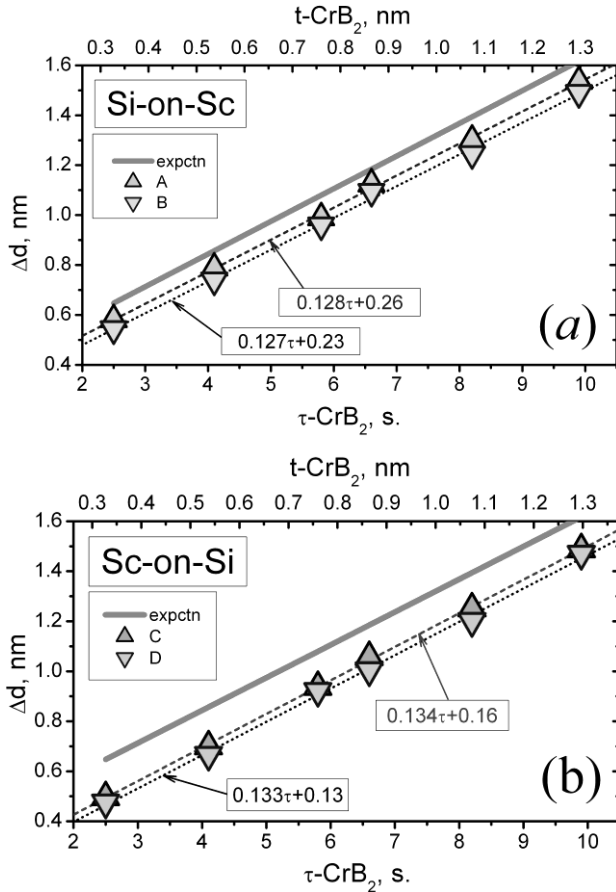 t-CrB₂, nm
0.3 0.4 0.5 0.6 0.7 0.8 0.9 1.0 1.1 1.2 1.3
1.6
1.4
1.2
1.0
0.8
0.6
0.4
Δd, nm
Si-on-Sc
expctn
A
B
0.128τ+0.26
0.127τ+0.23
(a)
2 3 4 5 6 7 8 9 10
τ-CrB₂, s.
t-CrB₂, nm
0.3 0.4 0.5 0.6 0.7 0.8 0.9 1.0 1.1 1.2 1.3
1.6
1.4
1.2
1.0
0.8
0.6
0.4
Δd, nm
Sc-on-Si
expctn
C
D
0.134τ+0.16
0.133τ+0.13
(b)
2 3 4 5 6 7 8 9 10
τ-CrB₂, s.